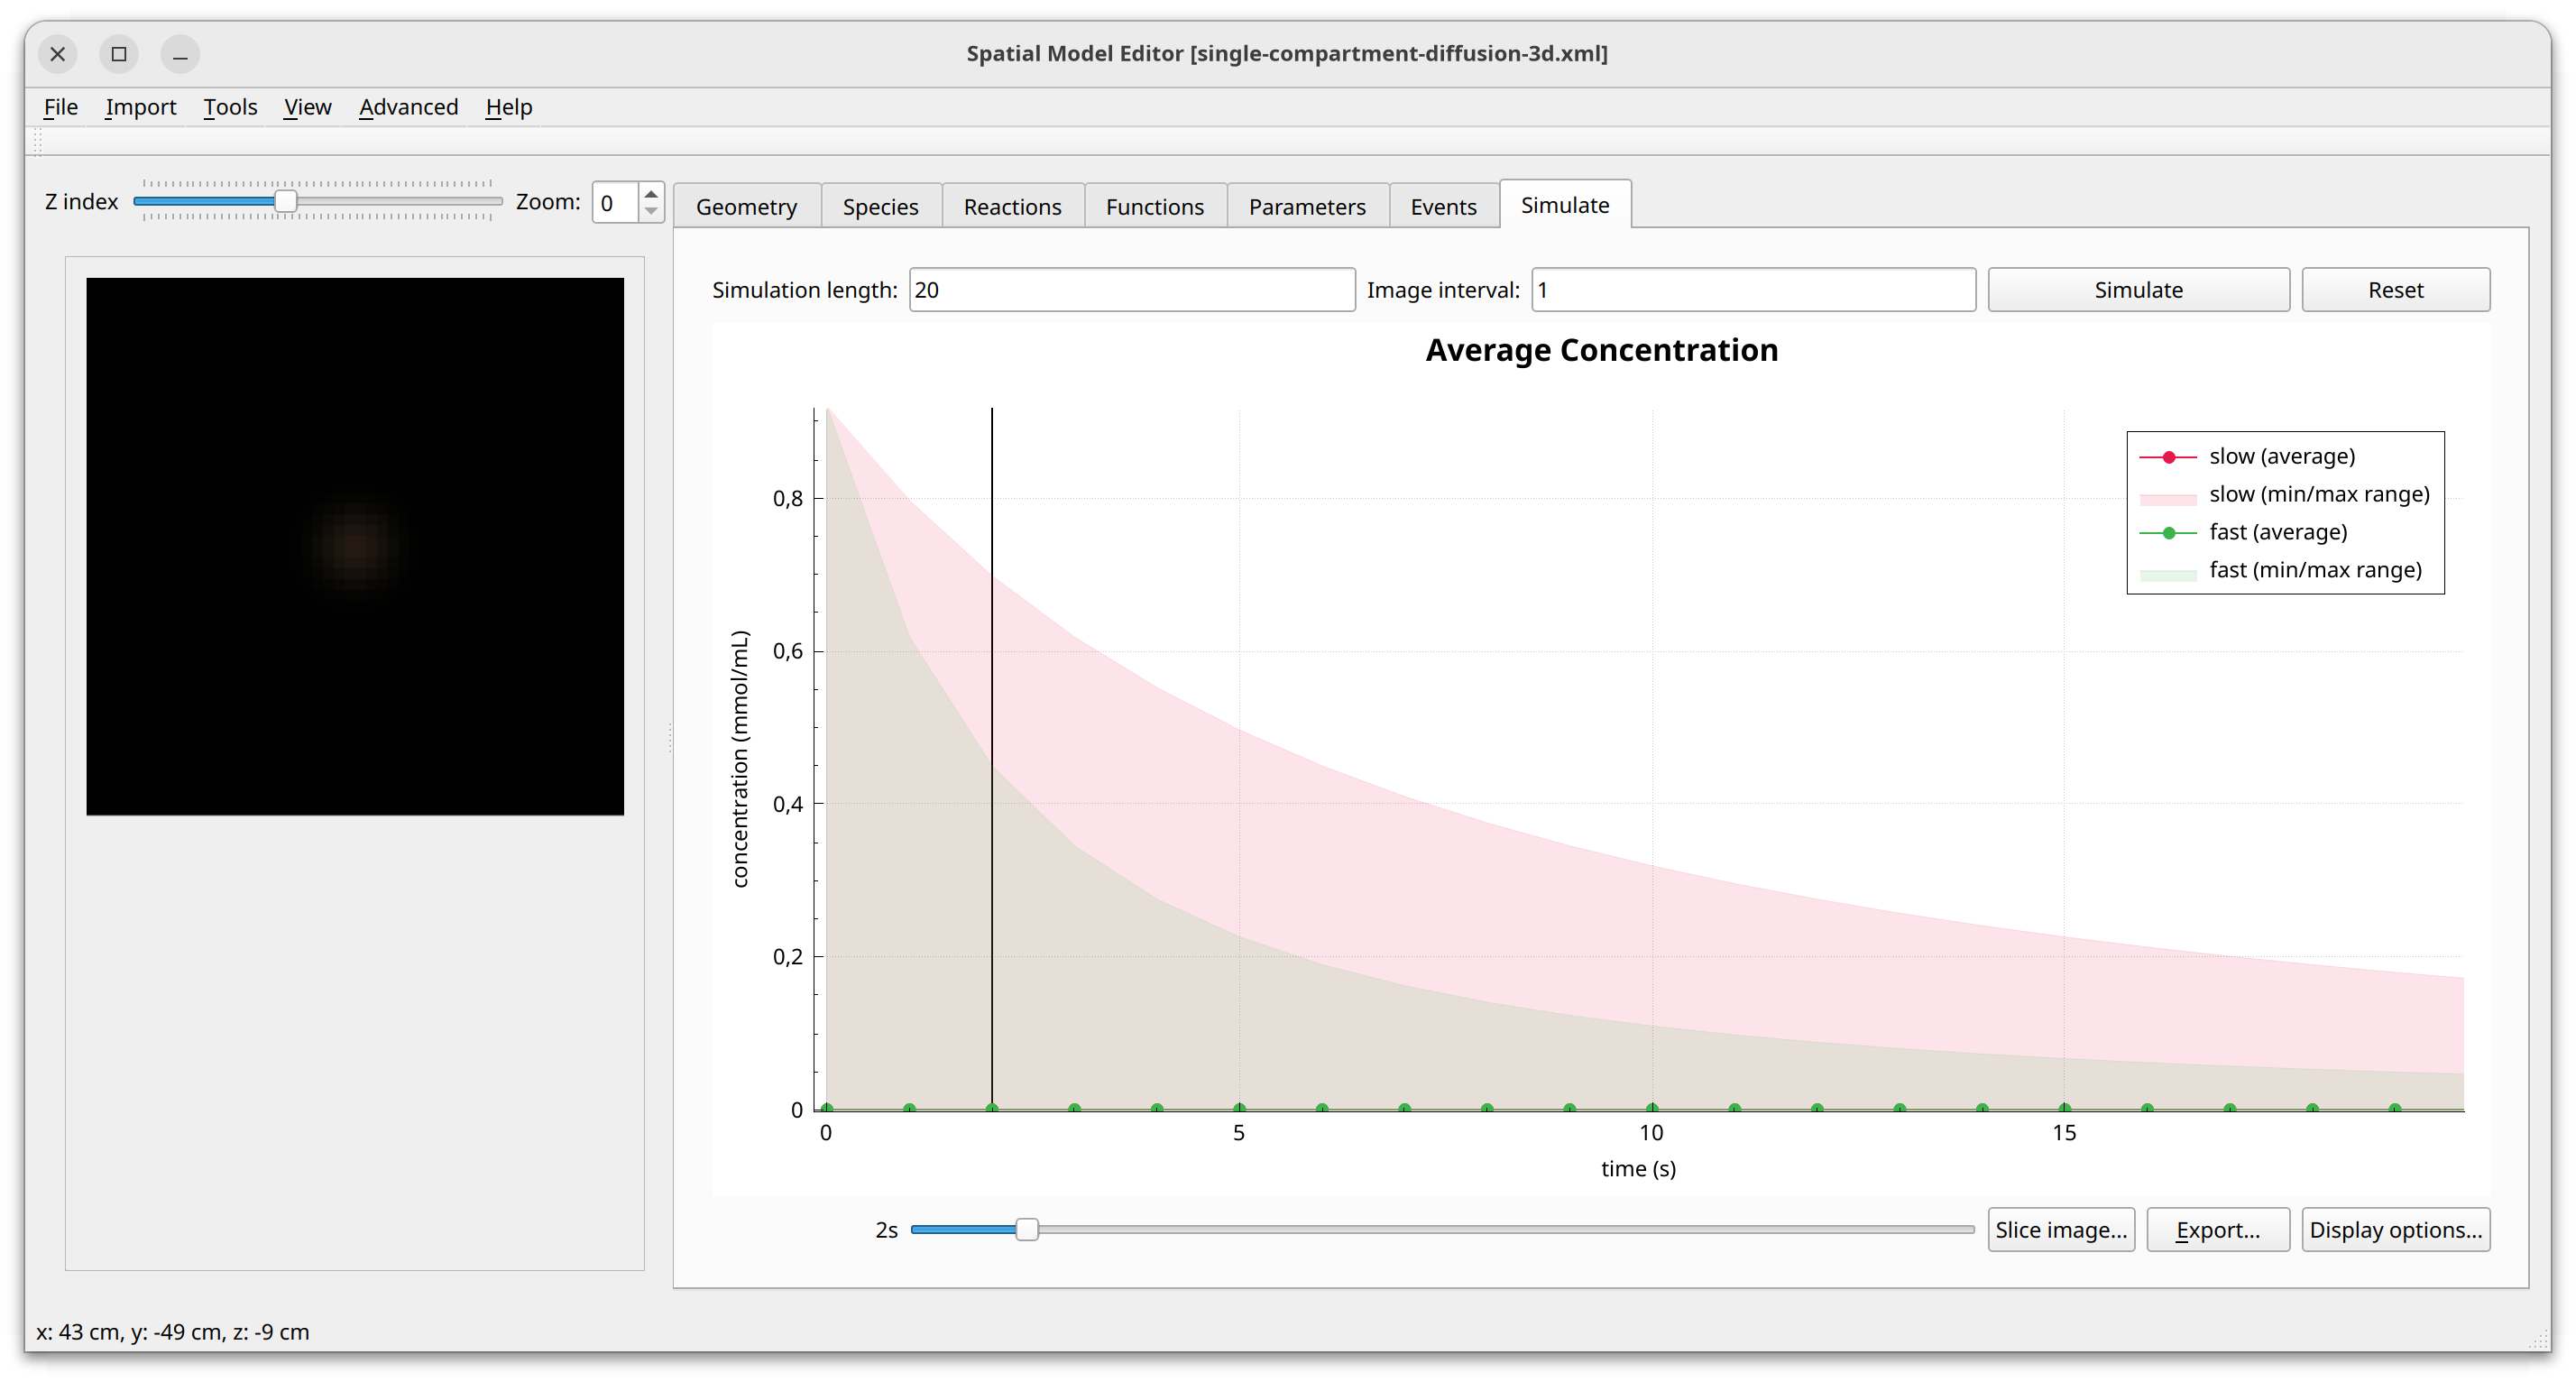 Spatial Model Editor [single-compartment-diffusion-3d.xml]
File Import Tools View Advanced Help
Z index Zoom: 0
Geometry Species Reactions Functions Parameters Events Simulate
Simulation length: 20 Image interval: 1 Simulate Reset
Average Concentration
slow (average)
slow (min/max range)
fast (average)
fast (min/max range)
concentration (mmol/mL)
0,8
0,6
0,4
0,2
0
0 5 10 15
time (s)
2s Slice image... Export... Display options...
x: 43 cm, y: -49 cm, z: -9 cm